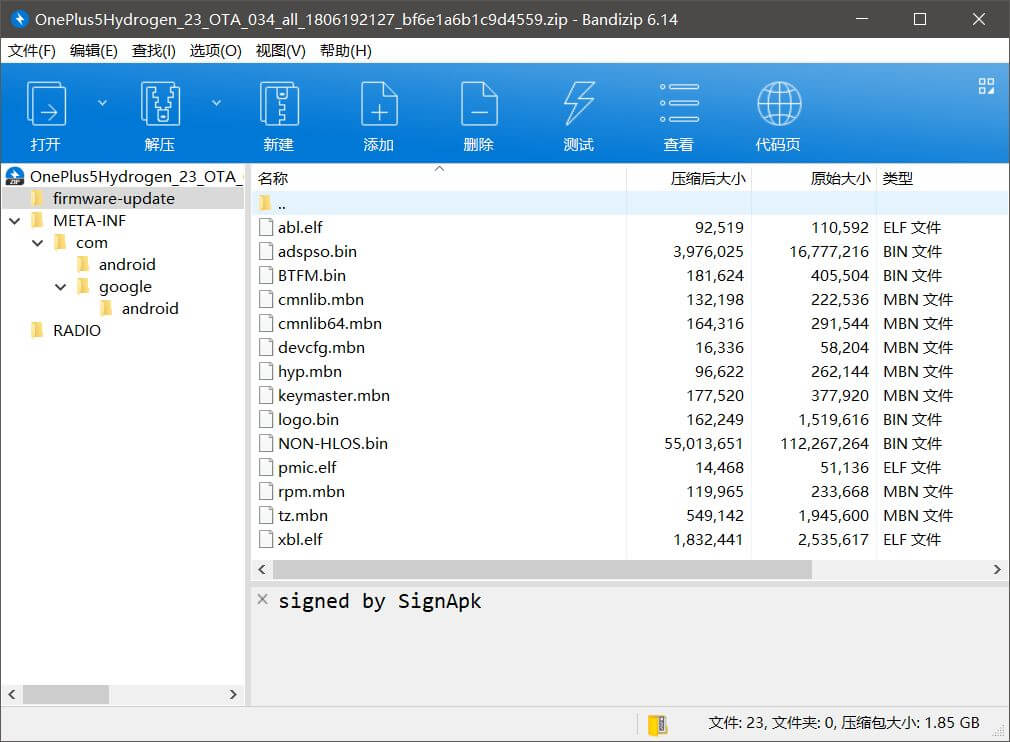 OnePlus5Hydrogen_23_OTA_034_all_1806192127_bf6e1a6b1c9d4559.zip - Bandizip 6.14
文件(F) 编辑(E) 查找(I) 选项(O) 视图(V) 帮助(H)
打开 解压 新建 添加 删除 测试 查看 代码页
OnePlus5Hydrogen_23_OTA_
firmware-update
META-INF
com
android
google
android
RADIO
名称 压缩后大小 原始大小 类型
..
abl.elf 92,519 110,592 ELF 文件
adspso.bin 3,976,025 16,777,216 BIN 文件
BTFM.bin 181,624 405,504 BIN 文件
cmnlib.mbn 132,198 222,536 MBN 文件
cmnlib64.mbn 164,316 291,544 MBN 文件
devcfg.mbn 16,336 58,204 MBN 文件
hyp.mbn 96,622 262,144 MBN 文件
keymaster.mbn 177,520 377,920 MBN 文件
logo.bin 162,249 1,519,616 BIN 文件
NON-HLOS.bin 55,013,651 112,267,264 BIN 文件
pmic.elf 14,468 51,136 ELF 文件
rpm.mbn 119,965 233,668 MBN 文件
tz.mbn 549,142 1,945,600 MBN 文件
xbl.elf 1,832,441 2,535,617 ELF 文件
signed by SignApk
文件: 23, 文件夹: 0, 压缩包大小: 1.85 GB